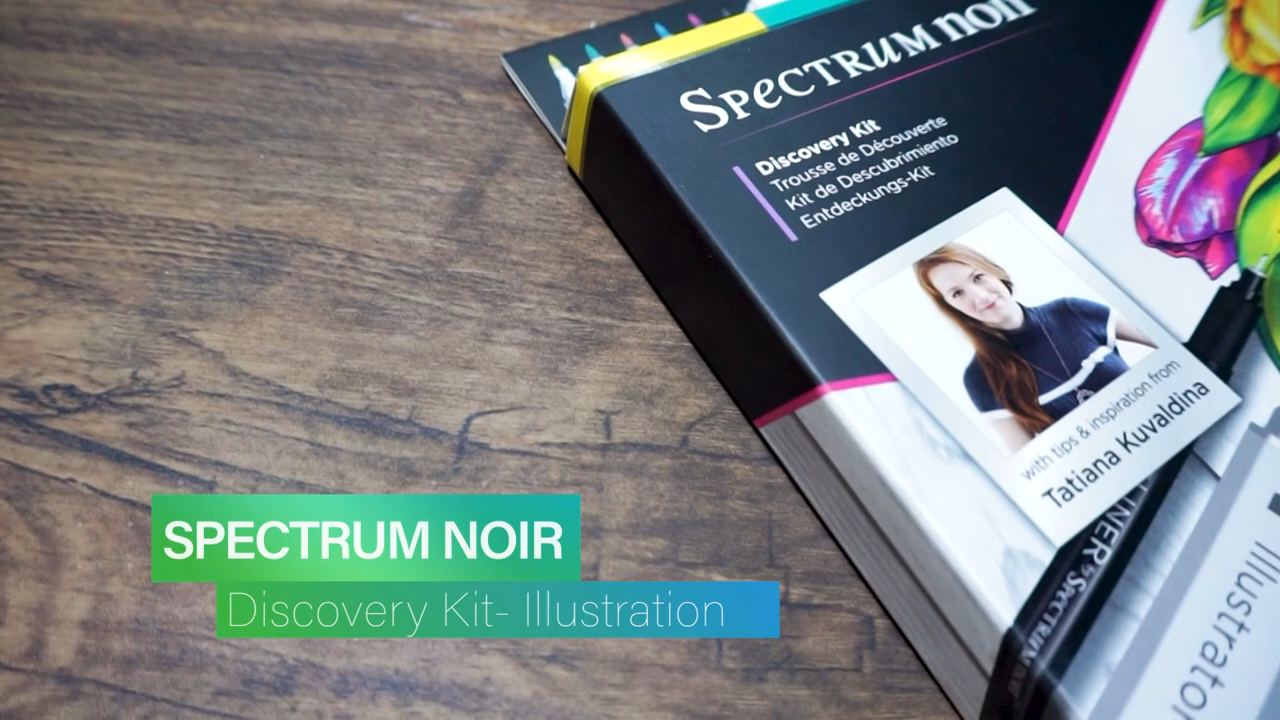 Spectrum noir
Discovery Kit
Trousse de Découverte
Kit de Descubrimiento
Entdeckungs-Kit
with tips & inspiration from
Tatiana Kuvaldina
Illustrator
SPECTRUM NOIR
Discovery Kit- Illustration